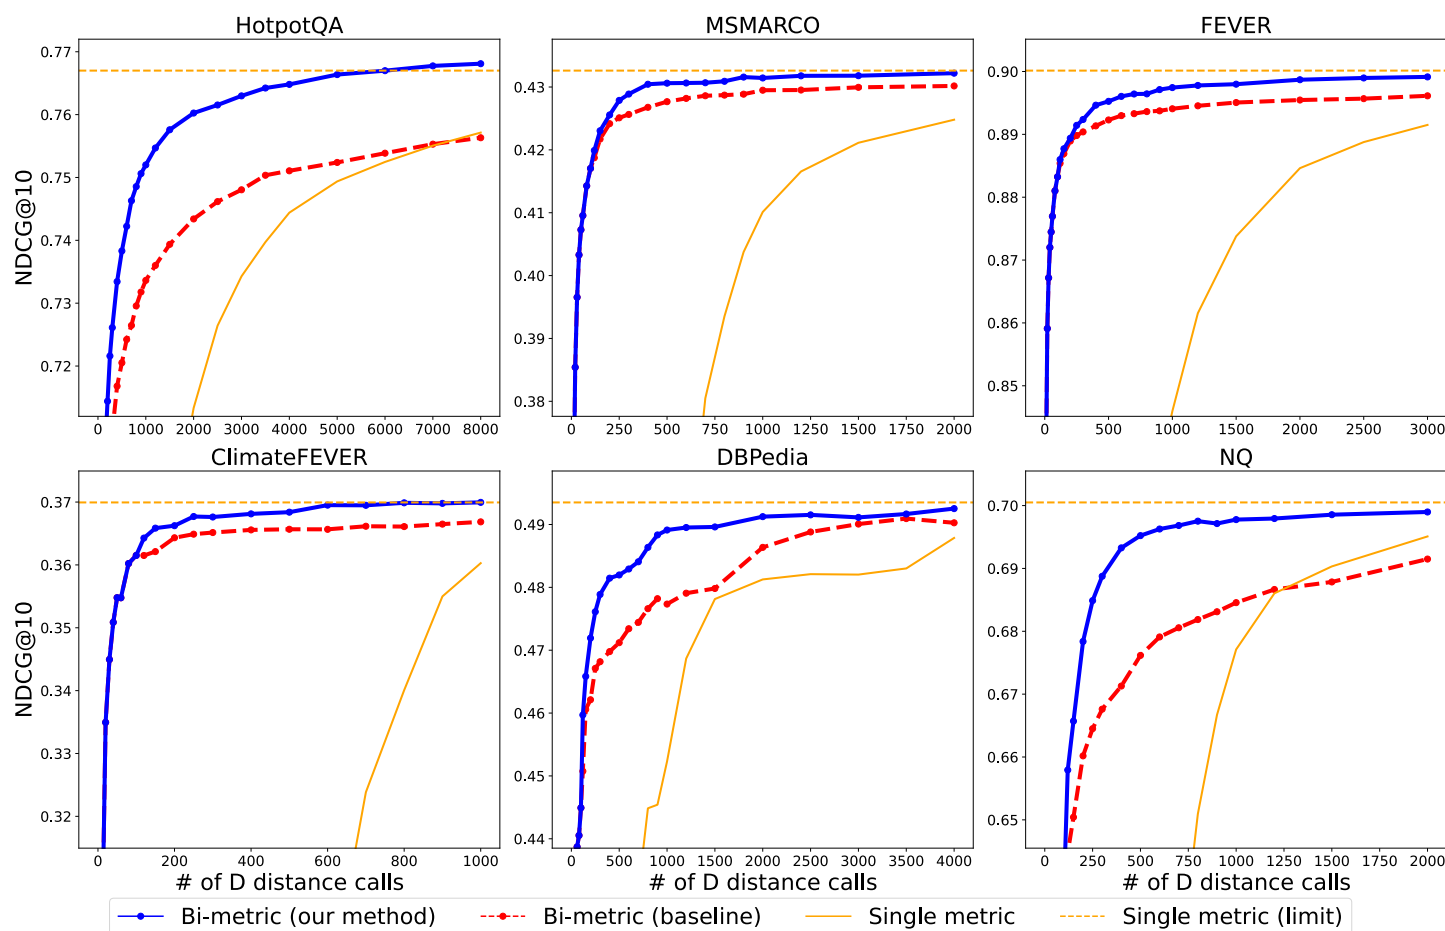 HotpotQA
MSMARCO
FEVER
NDCG@10
0.77
0.76
0.75
0.74
0.73
0.72
0 1000 2000 3000 4000 5000 6000 7000 8000
0.43
0.42
0.41
0.40
0.39
0.38
0 250 500 750 1000 1250 1500 1750 2000
0.90
0.89
0.88
0.87
0.86
0.85
0 500 1000 1500 2000 2500 3000
ClimateFEVER
DBPedia
NQ
NDCG@10
0.37
0.36
0.35
0.34
0.33
0.32
0 200 400 600 800 1000
# of D distance calls
0.49
0.48
0.47
0.46
0.45
0.44
0 500 1000 1500 2000 2500 3000 3500 4000
# of D distance calls
0.70
0.69
0.68
0.67
0.66
0.65
0 250 500 750 1000 1250 1500 1750 2000
# of D distance calls
Bi-metric (our method)
Bi-metric (baseline)
Single metric
Single metric (limit)